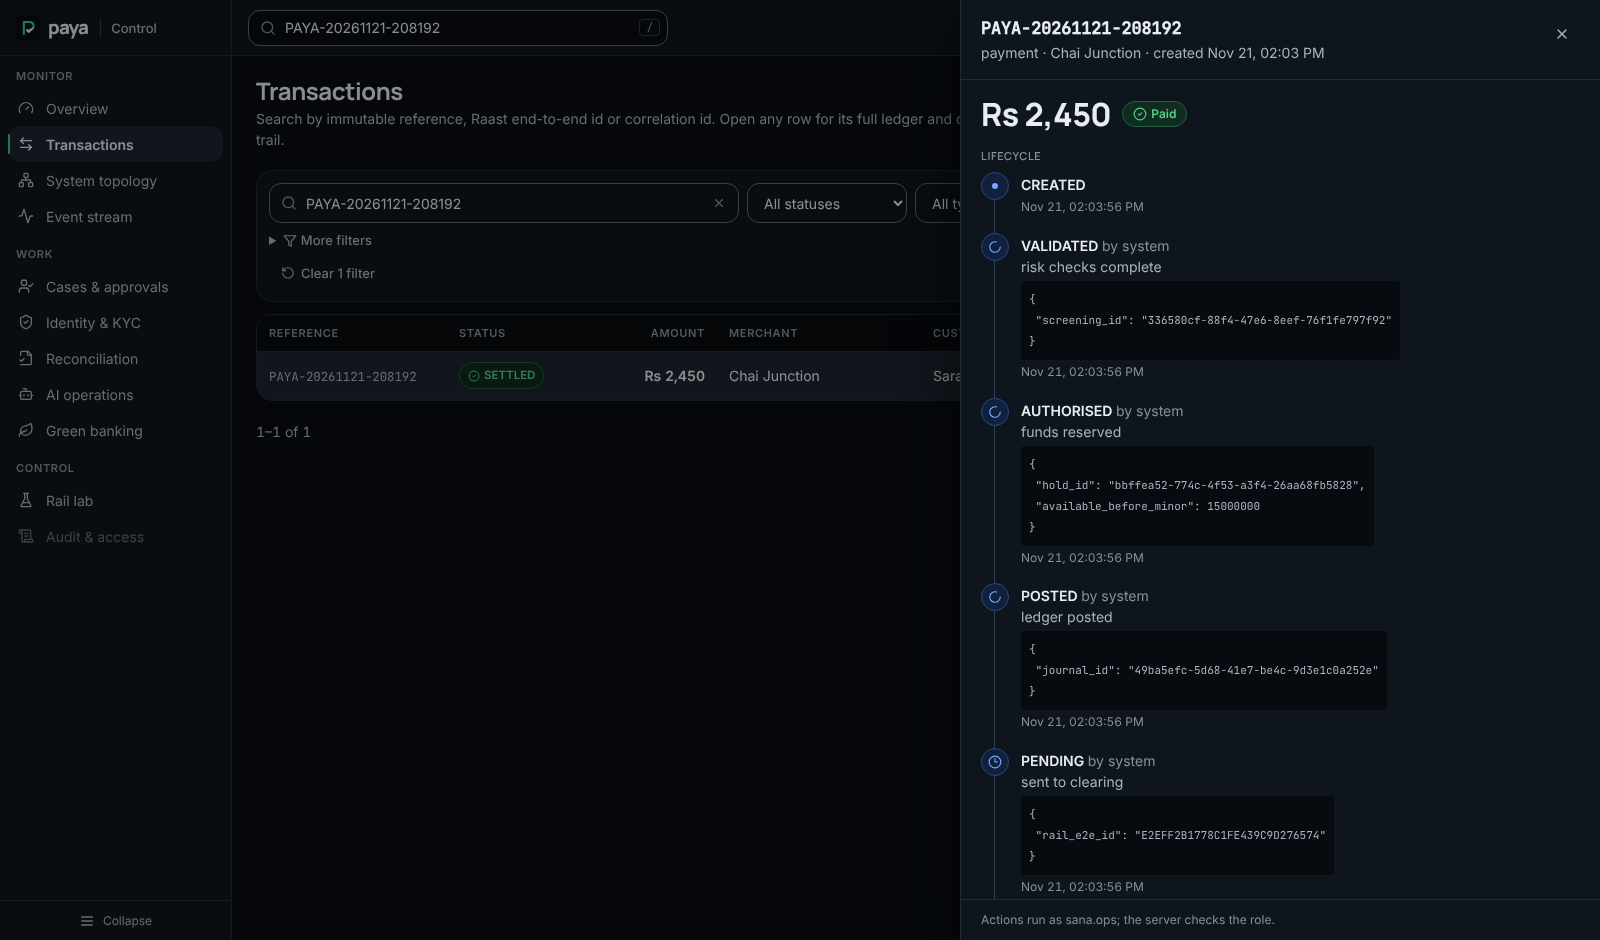 paya
Control
PAYA-20261121-208192
/
MONITOR
Overview
Transactions
System topology
Event stream
WORK
Cases & approvals
Identity & KYC
Reconciliation
AI operations
Green banking
CONTROL
Rail lab
Audit & access
Collapse
Transactions
Search by immutable reference, Raast end-to-end id or correlation id. Open any row for its full ledger and
trail.
PAYA-20261121-208192
All statuses
All
More filters
Clear 1 filter
REFERENCE STATUS AMOUNT MERCHANT
PAYA-20261121-208192 SETTLED Rs 2,450 Chai Junction
1–1 of 1
PAYA-20261121-208192
payment · Chai Junction · created Nov 21, 02:03 PM
Rs 2,450 Paid
LIFECYCLE
CREATED
Nov 21, 02:03:56 PM
VALIDATED by system
risk checks complete
{
"screening_id": "336580cf-88f4-47e6-8eef-76f1fe797f92"
}
Nov 21, 02:03:56 PM
AUTHORISED by system
funds reserved
{
"hold_id": "bbffea52-774c-4f53-a3f4-26aa68fb5828",
"available_before_minor": 15000000
}
Nov 21, 02:03:56 PM
POSTED by system
ledger posted
{
"journal_id": "49ba5efc-5d68-41e7-be4c-9d3e1c0a252e"
}
Nov 21, 02:03:56 PM
PENDING by system
sent to clearing
{
"rail_e2e_id": "E2EFF2B1778C1FE439C9D276574"
}
Nov 21, 02:03:56 PM
Actions run as sana.ops; the server checks the role.